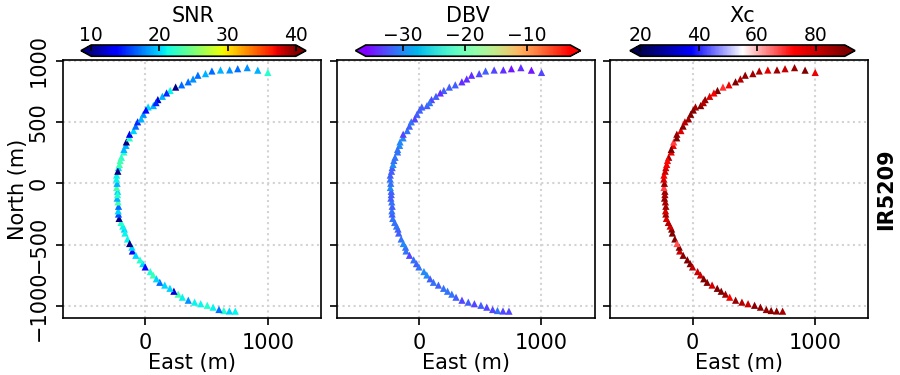 SNR
DBV
Xc
10 20 30 40
−30 −20 −10
20 40 60 80
North (m)
1000
500
0
−500
−1000
0 1000
0 1000
0 1000
East (m)
East (m)
East (m)
IR5209